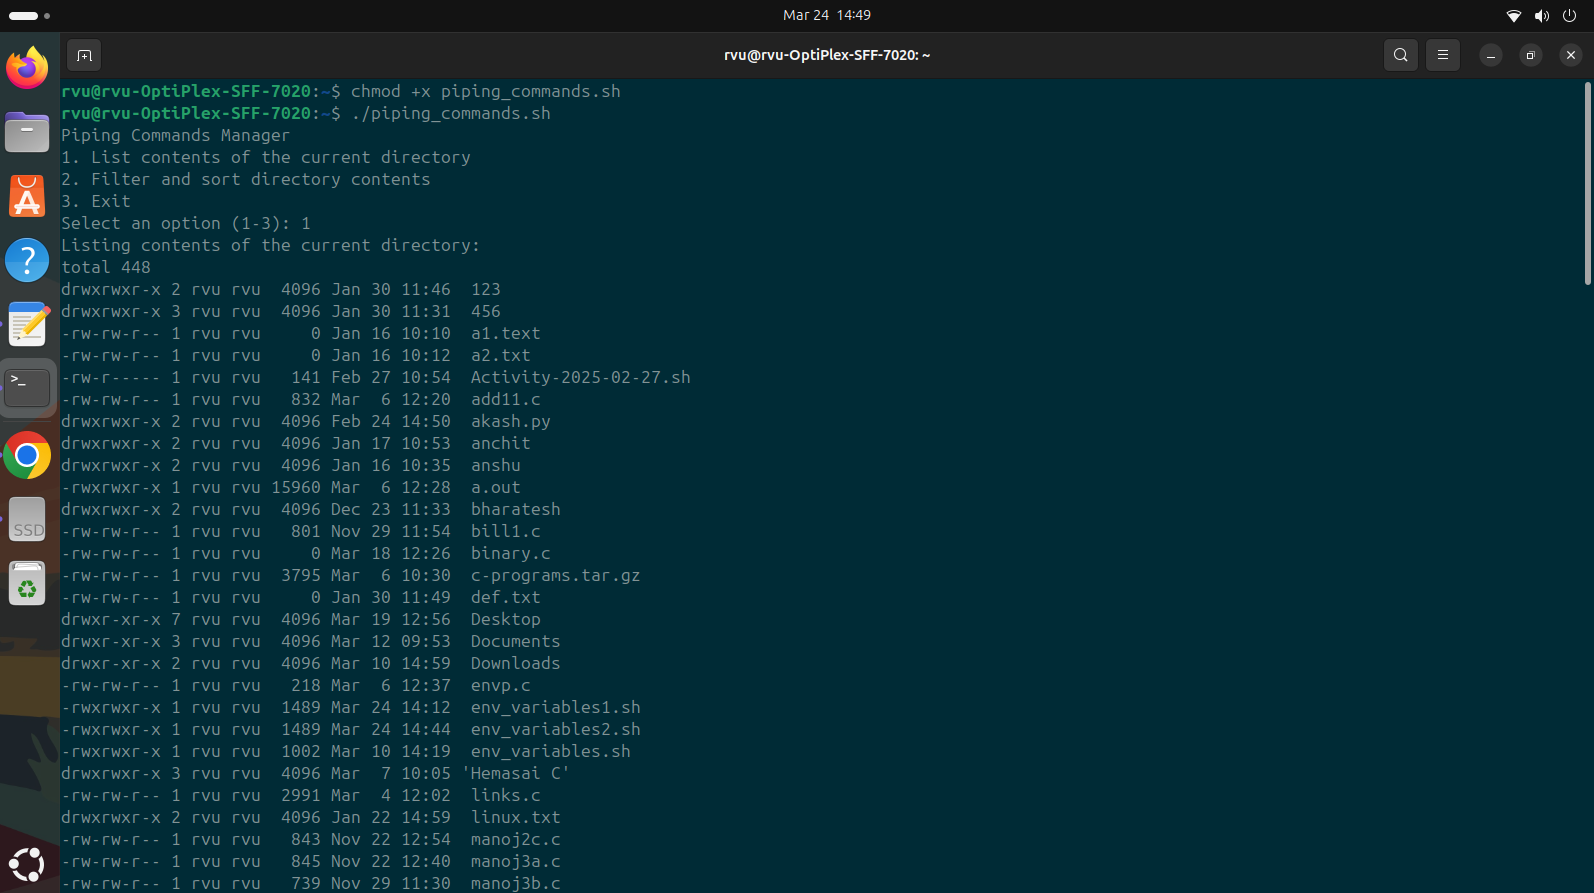 Mar 24 14:49
rvu@rvu-OptiPlex-SFF-7020: ~
rvu@rvu-OptiPlex-SFF-7020:~$ chmod +x piping_commands.sh
rvu@rvu-OptiPlex-SFF-7020:~$ ./piping_commands.sh
Piping Commands Manager
1. List contents of the current directory
2. Filter and sort directory contents
3. Exit
Select an option (1-3): 1
Listing contents of the current directory:
total 448
drwxrwxr-x 2 rvu rvu  4096 Jan 30 11:46  123
drwxrwxr-x 3 rvu rvu  4096 Jan 30 11:31  456
-rw-rw-r-- 1 rvu rvu     0 Jan 16 10:10  a1.text
-rw-rw-r-- 1 rvu rvu     0 Jan 16 10:12  a2.txt
-rw-r----- 1 rvu rvu   141 Feb 27 10:54  Activity-2025-02-27.sh
-rw-rw-r-- 1 rvu rvu   832 Mar  6 12:20  add11.c
drwxrwxr-x 2 rvu rvu  4096 Feb 24 14:50  akash.py
drwxrwxr-x 2 rvu rvu  4096 Jan 17 10:53  anchit
drwxrwxr-x 2 rvu rvu  4096 Jan 16 10:35  anshu
-rwxrwxr-x 1 rvu rvu 15960 Mar  6 12:28  a.out
drwxrwxr-x 2 rvu rvu  4096 Dec 23 11:33  bharatesh
-rw-rw-r-- 1 rvu rvu   801 Nov 29 11:54  bill1.c
-rw-rw-r-- 1 rvu rvu     0 Mar 18 12:26  binary.c
-rw-rw-r-- 1 rvu rvu  3795 Mar  6 10:30  c-programs.tar.gz
-rw-rw-r-- 1 rvu rvu     0 Jan 30 11:49  def.txt
drwxr-xr-x 7 rvu rvu  4096 Mar 19 12:56  Desktop
drwxr-xr-x 3 rvu rvu  4096 Mar 12 09:53  Documents
drwxr-xr-x 2 rvu rvu  4096 Mar 10 14:59  Downloads
-rw-rw-r-- 1 rvu rvu   218 Mar  6 12:37  envp.c
-rwxrwxr-x 1 rvu rvu  1489 Mar 24 14:12  env_variables1.sh
-rwxrwxr-x 1 rvu rvu  1489 Mar 24 14:44  env_variables2.sh
-rwxrwxr-x 1 rvu rvu  1002 Mar 10 14:19  env_variables.sh
drwxrwxr-x 3 rvu rvu  4096 Mar  7 10:05 'Hemasai C'
-rw-rw-r-- 1 rvu rvu  2991 Mar  4 12:02  links.c
drwxrwxr-x 2 rvu rvu  4096 Jan 22 14:59  linux.txt
-rw-rw-r-- 1 rvu rvu   843 Nov 22 12:54  manoj2c.c
-rw-rw-r-- 1 rvu rvu   845 Nov 22 12:40  manoj3a.c
-rw-rw-r-- 1 rvu rvu   739 Nov 29 11:30  manoj3b.c
SSD